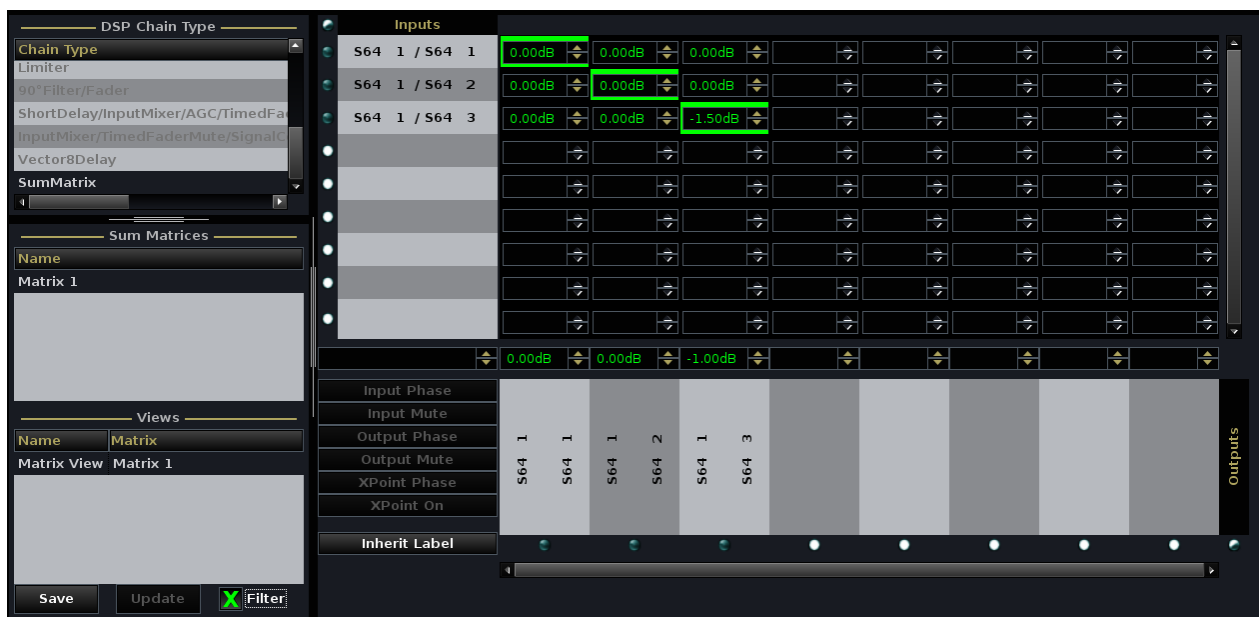 DSP Chain Type
Chain Type
Limiter
90°Filter/Fader
ShortDelay/InputMixer/AGC/TimedFa
InputMixer/TimedFaderMute/SignalC
Vector8Delay
SumMatrix
Sum Matrices
Name
Matrix 1
Views
Name Matrix
Matrix View Matrix 1
Save Update X Filter
Inputs
S64 1 / S64 1 0.00dB 0.00dB 0.00dB
S64 1 / S64 2 0.00dB 0.00dB 0.00dB
S64 1 / S64 3 0.00dB 0.00dB -1.50dB
0.00dB 0.00dB -1.00dB
Input Phase
Input Mute
Output Phase
Output Mute
XPoint Phase
XPoint On
Inherit Label
S64 1
S64 1
S64 1
S64 2
S64 1
S64 3
Outputs